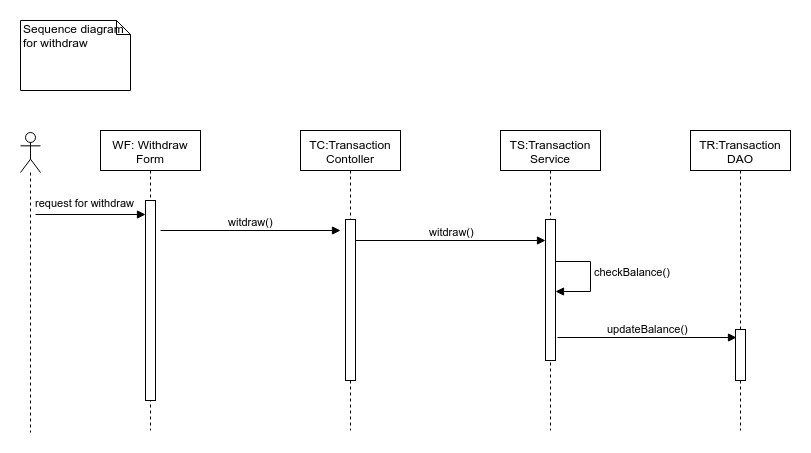 Sequence diagram
for withdraw
WF: Withdraw
Form
TC:Transaction
Contoller
TS:Transaction
Service
TR:Transaction
DAO
request for withdraw
witdraw()
witdraw()
checkBalance()
updateBalance()